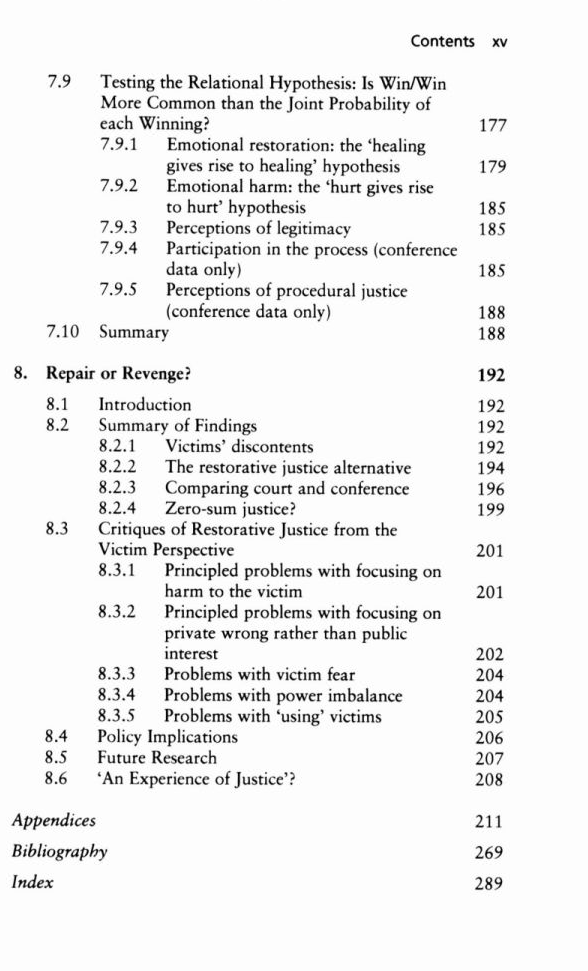 Contents xv
7.9 Testing the Relational Hypothesis: Is Win/Win
More Common than the Joint Probability of
each Winning? 177
7.9.1 Emotional restoration: the ‘healing
gives rise to healing’ hypothesis 179
7.9.2 Emotional harm: the ‘hurt gives rise
to hurt’ hypothesis 185
7.9.3 Perceptions of legitimacy 185
7.9.4 Participation in the process (conference
data only) 185
7.9.5 Perceptions of procedural justice
(conference data only) 188
7.10 Summary 188
8. Repair or Revenge? 192
8.1 Introduction 192
8.2 Summary of Findings 192
8.2.1 Victims’ discontents 192
8.2.2 The restorative justice alternative 194
8.2.3 Comparing court and conference 196
8.2.4 Zero-sum justice? 199
8.3 Critiques of Restorative Justice from the
Victim Perspective 201
8.3.1 Principled problems with focusing on
harm to the victim 201
8.3.2 Principled problems with focusing on
private wrong rather than public
interest 202
8.3.3 Problems with victim fear 204
8.3.4 Problems with power imbalance 204
8.3.5 Problems with ‘using’ victims 205
8.4 Policy Implications 206
8.5 Future Research 207
8.6 ‘An Experience of Justice’? 208
Appendices 211
Bibliography 269
Index 289